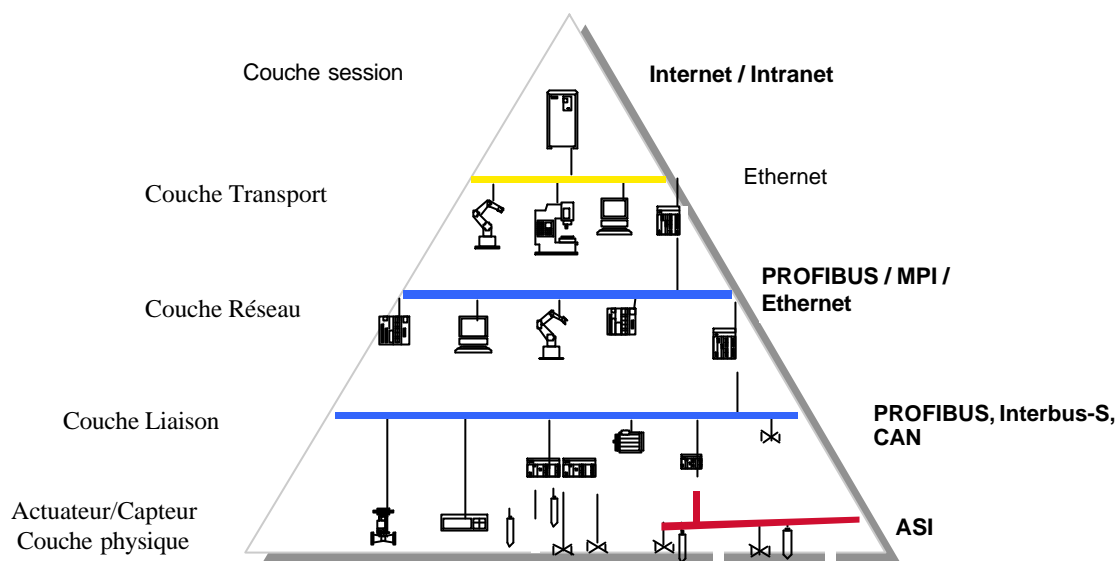 Couche session
Internet / Intranet
Couche Transport
Ethernet
Couche Réseau
PROFIBUS / MPI /
Ethernet
Couche Liaison
PROFIBUS, Interbus-S,
CAN
Actuateur/Capteur
Couche physique
ASI